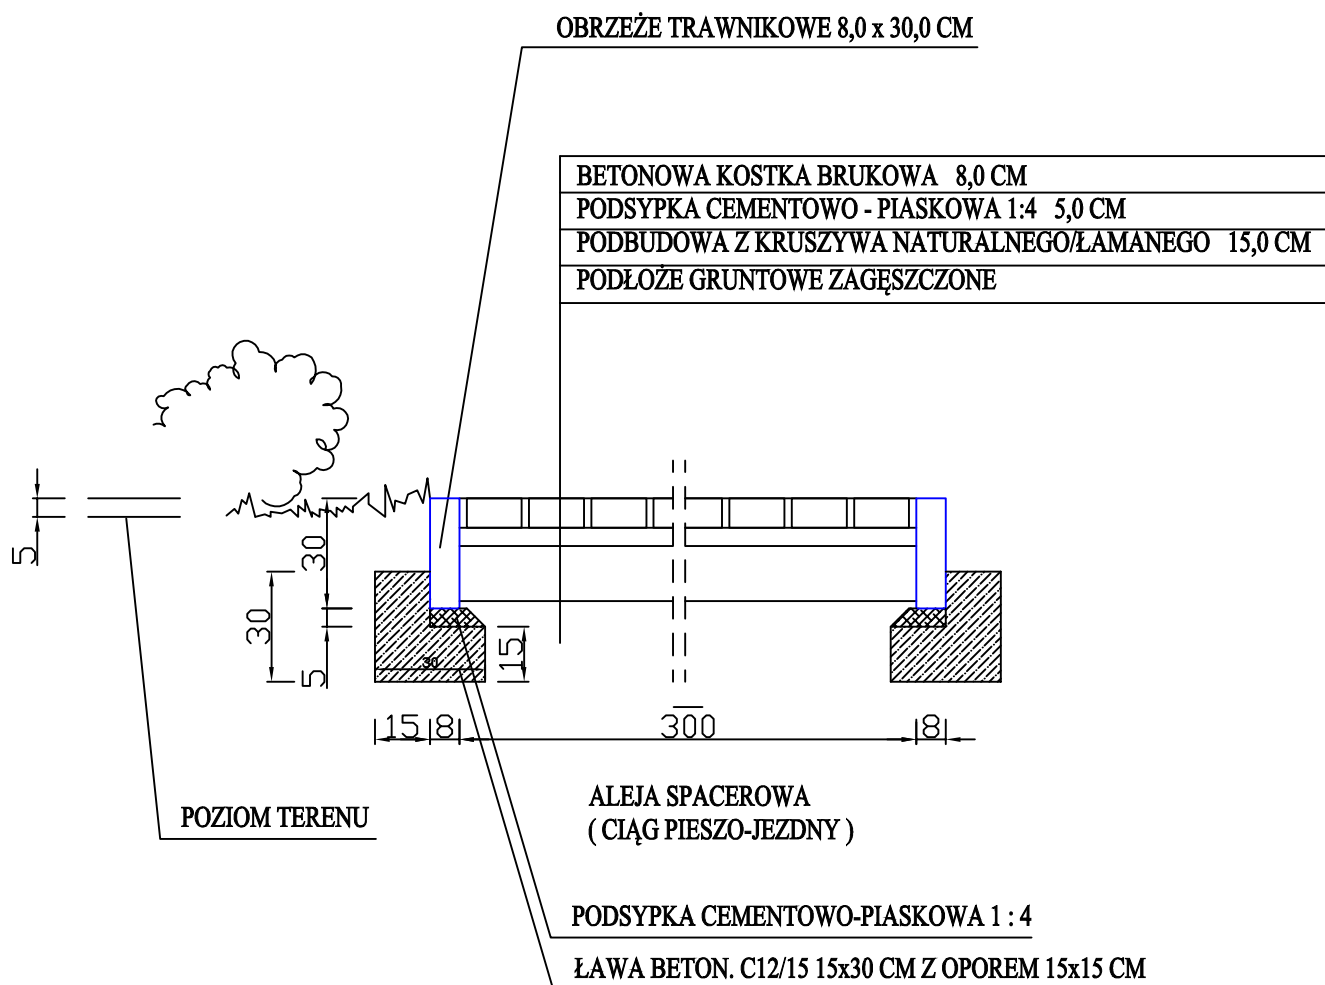 OBRZEŻE TRAWNIKOWE 8,0 x 30,0 CM
BETONOWA KOSTKA BRUKOWA 8,0 CM
PODSYPKA CEMENTOWO - PIASKOWA 1:4 5,0 CM
PODBUDOWA Z KRUSZYWA NATURALNEGO/ŁAMANEGO 15,0 CM
PODŁOŻE GRUNTOWE ZAGĘSZCZONE
5
30
30
5
30
15
15
8
300
8
POZIOM TERENU
ALEJA SPACEROWA
( CIĄG PIESZO-JEZDNY )
PODSYPKA CEMENTOWO-PIASKOWA 1 : 4
ŁAWA BETON. C12/15 15x30 CM Z OPOREM 15x15 CM